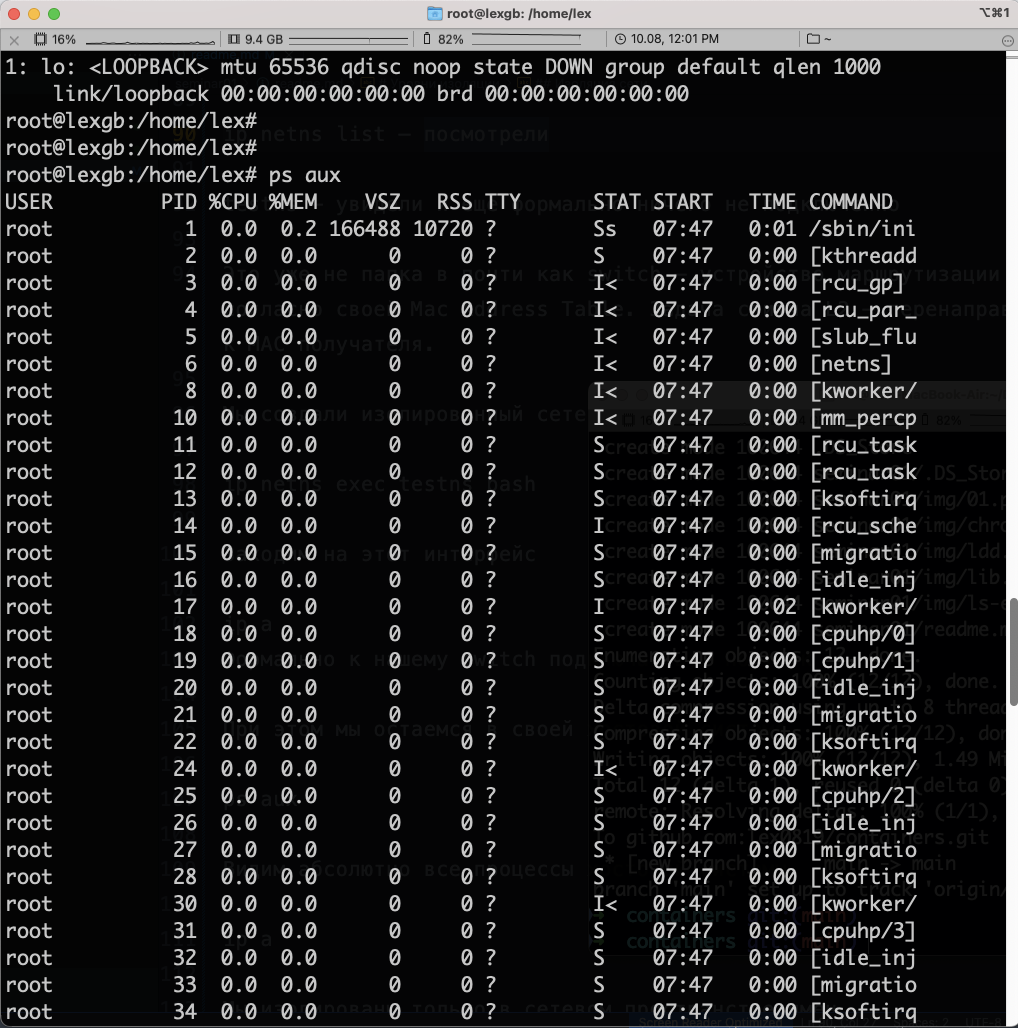 root@lexgb: /home/lex
⌥⌘1
16% 9.4 GB 82% 10.08, 12:01 PM ~
1: lo: <LOOPBACK> mtu 65536 qdisc noop state DOWN group default qlen 1000
    link/loopback 00:00:00:00:00:00 brd 00:00:00:00:00:00
root@lexgb:/home/lex#
root@lexgb:/home/lex#
root@lexgb:/home/lex# ps aux
USER PID %CPU %MEM VSZ RSS TTY STAT START TIME COMMAND
root 1 0.0 0.2 166488 10720 ? Ss 07:47 0:01 /sbin/ini
root 2 0.0 0.0 0 0 ? S 07:47 0:00 [kthreadd
root 3 0.0 0.0 0 0 ? I< 07:47 0:00 [rcu_gp]
root 4 0.0 0.0 0 0 ? I< 07:47 0:00 [rcu_par_
root 5 0.0 0.0 0 0 ? I< 07:47 0:00 [slub_flu
root 6 0.0 0.0 0 0 ? I< 07:47 0:00 [netns]
root 8 0.0 0.0 0 0 ? I< 07:47 0:00 [kworker/
root 10 0.0 0.0 0 0 ? I< 07:47 0:00 [mm_percp
root 11 0.0 0.0 0 0 ? S 07:47 0:00 [rcu_task
root 12 0.0 0.0 0 0 ? S 07:47 0:00 [rcu_task
root 13 0.0 0.0 0 0 ? S 07:47 0:00 [ksoftirq
root 14 0.0 0.0 0 0 ? I 07:47 0:00 [rcu_sche
root 15 0.0 0.0 0 0 ? S 07:47 0:00 [migratio
root 16 0.0 0.0 0 0 ? S 07:47 0:00 [idle_inj
root 17 0.0 0.0 0 0 ? I 07:47 0:02 [kworker/
root 18 0.0 0.0 0 0 ? S 07:47 0:00 [cpuhp/0]
root 19 0.0 0.0 0 0 ? S 07:47 0:00 [cpuhp/1]
root 20 0.0 0.0 0 0 ? S 07:47 0:00 [idle_inj
root 21 0.0 0.0 0 0 ? S 07:47 0:00 [migratio
root 22 0.0 0.0 0 0 ? S 07:47 0:00 [ksoftirq
root 24 0.0 0.0 0 0 ? I< 07:47 0:00 [kworker/
root 25 0.0 0.0 0 0 ? S 07:47 0:00 [cpuhp/2]
root 26 0.0 0.0 0 0 ? S 07:47 0:00 [idle_inj
root 27 0.0 0.0 0 0 ? S 07:47 0:00 [migratio
root 28 0.0 0.0 0 0 ? S 07:47 0:00 [ksoftirq
root 30 0.0 0.0 0 0 ? I< 07:47 0:00 [kworker/
root 31 0.0 0.0 0 0 ? S 07:47 0:00 [cpuhp/3]
root 32 0.0 0.0 0 0 ? S 07:47 0:00 [idle_inj
root 33 0.0 0.0 0 0 ? S 07:47 0:00 [migratio
root 34 0.0 0.0 0 0 ? S 07:47 0:00 [ksoftirq